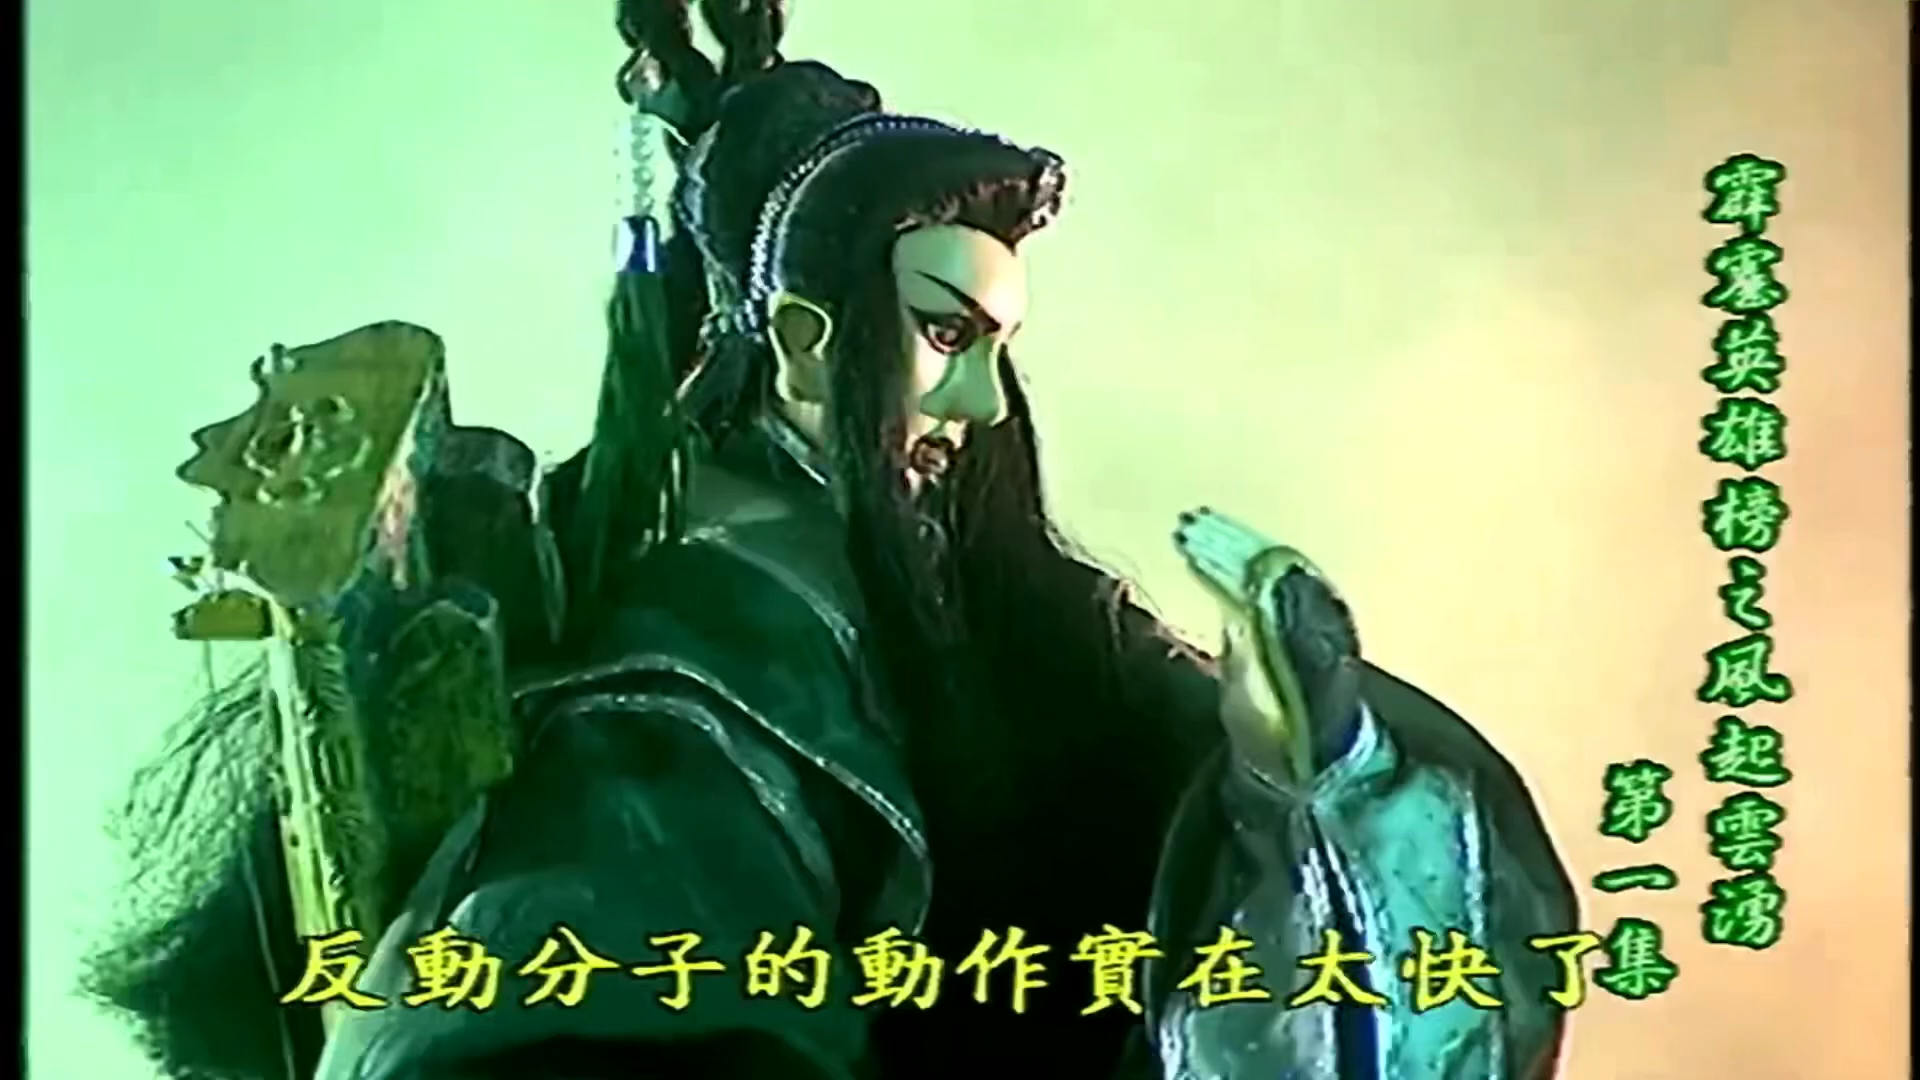 霹靂英雄榜之風起雲湧
第一集
反動分子的動作實在太快了